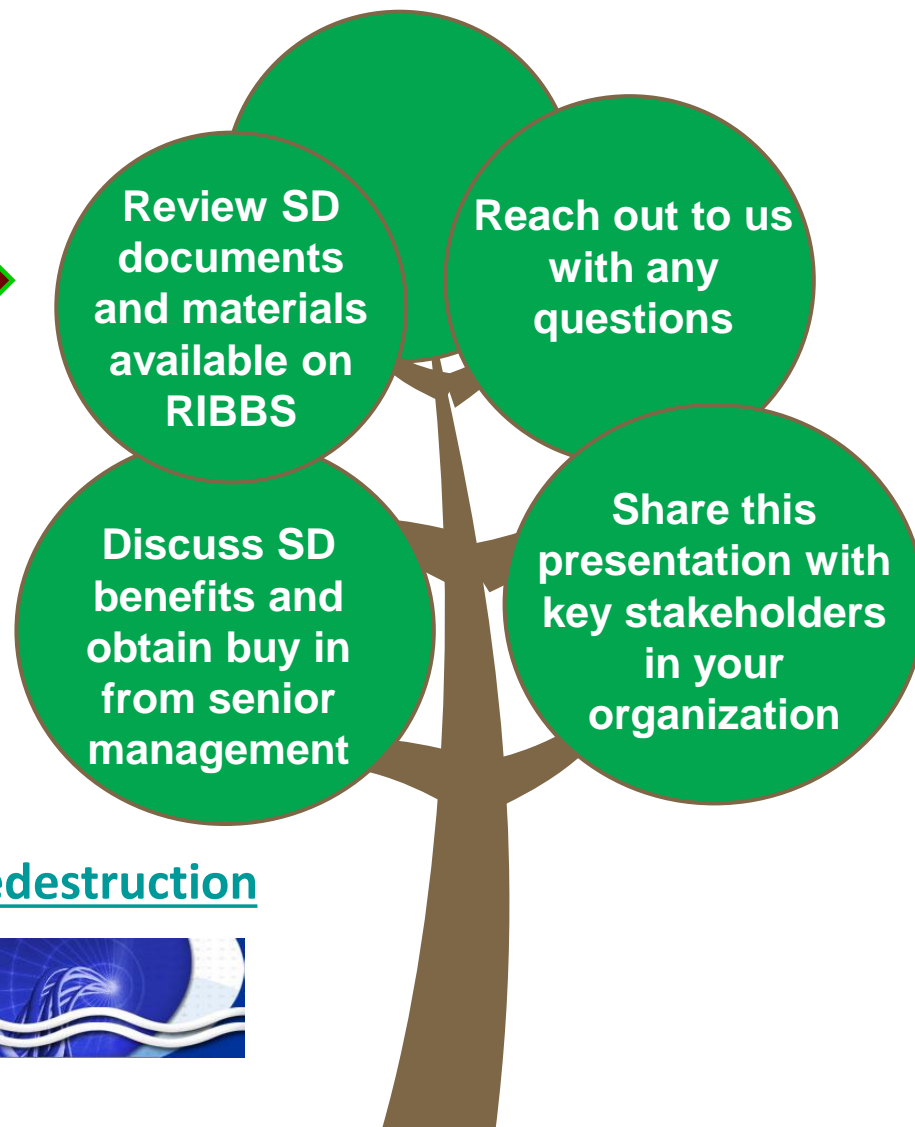 Review SD
documents
and materials
available on
RIBBS
Reach out to us
with any
questions
Discuss SD
benefits and
obtain buy in
from senior
management
Share this
presentation with
key stakeholders
in your
organization
edestruction